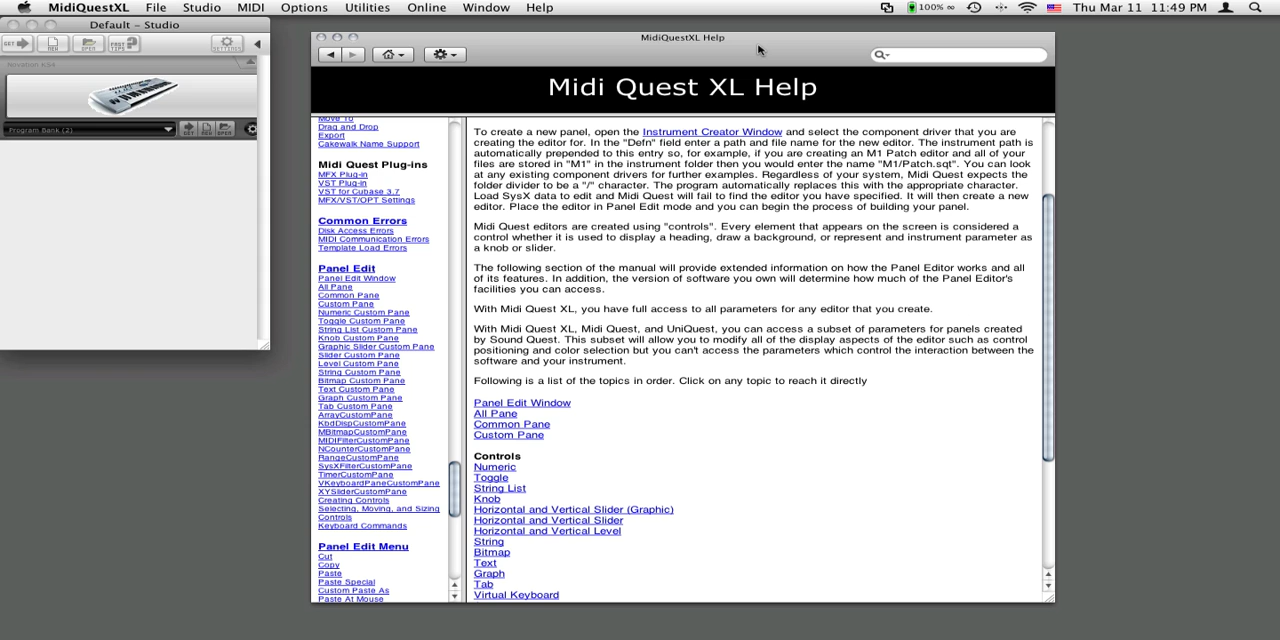 MidiQuestXL File Studio MIDI Options Utilities Online Window Help 100% Thu Mar 11 11:49 PM
Default – Studio
GET NEW OPEN FAST TIPS SETTINGS
Novation KS4
Program Bank (2) GET NEW OPEN
MidiQuestXL Help
Midi Quest XL Help
Move To
Drag and Drop
Export
Cakewalk Name Support
Midi Quest Plug-ins
MFX Plug-in
VST Plug-in
VST for Cubase 3.7
MFX/VST/OPT Settings
Common Errors
Disk Access Errors
MIDI Communication Errors
Template Load Errors
Panel Edit
Panel Edit Window
All Pane
Common Pane
Custom Pane
Numeric Custom Pane
Toggle Custom Pane
String List Custom Pane
Knob Custom Pane
Graphic Slider Custom Pane
Slider Custom Pane
Level Custom Pane
String Custom Pane
Bitmap Custom Pane
Text Custom Pane
Graph Custom Pane
Tab Custom Pane
ArrayCustomPane
KbdDispCustomPane
MBitmapCustomPane
MIDIFilterCustomPane
NCounterCustomPane
RangeCustomPane
SysXFilterCustomPane
TimerCustomPane
VKeyboardPaneCustomPane
XYSliderCustomPane
Creating Controls
Selecting, Moving, and Sizing
Controls
Keyboard Commands
Panel Edit Menu
Cut
Copy
Paste
Paste Special
Custom Paste As
Paste At Mouse
To create a new panel, open the Instrument Creator Window and select the component driver that you are
creating the editor for. In the "Defn" field enter a path and file name for the new editor. The instrument path is
automatically prepended to this entry so, for example, if you are creating an M1 Patch editor and all of your
files are stored in "M1" in the instrument folder then you would enter the name "M1/Patch.sqt". You can look
at any existing component drivers for further examples. Regardless of your system, Midi Quest expects the
folder divider to be a "/" character. The program automatically replaces this with the appropriate character.
Load SysX data to edit and Midi Quest will fail to find the editor you have specified. It will then create a new
editor. Place the editor in Panel Edit mode and you can begin the process of building your panel.
Midi Quest editors are created using "controls". Every element that appears on the screen is considered a
control whether it is used to display a heading, draw a background, or represent and instrument parameter as
a knob or slider.
The following section of the manual will provide extended information on how the Panel Editor works and all
of its features. In addition, the version of software you own will determine how much of the Panel Editor's
facilities you can access.
With Midi Quest XL, you have full access to all parameters for any editor that you create.
With Midi Quest XL, Midi Quest, and UniQuest, you can access a subset of parameters for panels created
by Sound Quest. This subset will allow you to modify all of the display aspects of the editor such as control
positioning and color selection but you can't access the parameters which control the interaction between the
software and your instrument.
Following is a list of the topics in order. Click on any topic to reach it directly
Panel Edit Window
All Pane
Common Pane
Custom Pane
Controls
Numeric
Toggle
String List
Knob
Horizontal and Vertical Slider (Graphic)
Horizontal and Vertical Slider
Horizontal and Vertical Level
String
Bitmap
Text
Graph
Tab
Virtual Keyboard